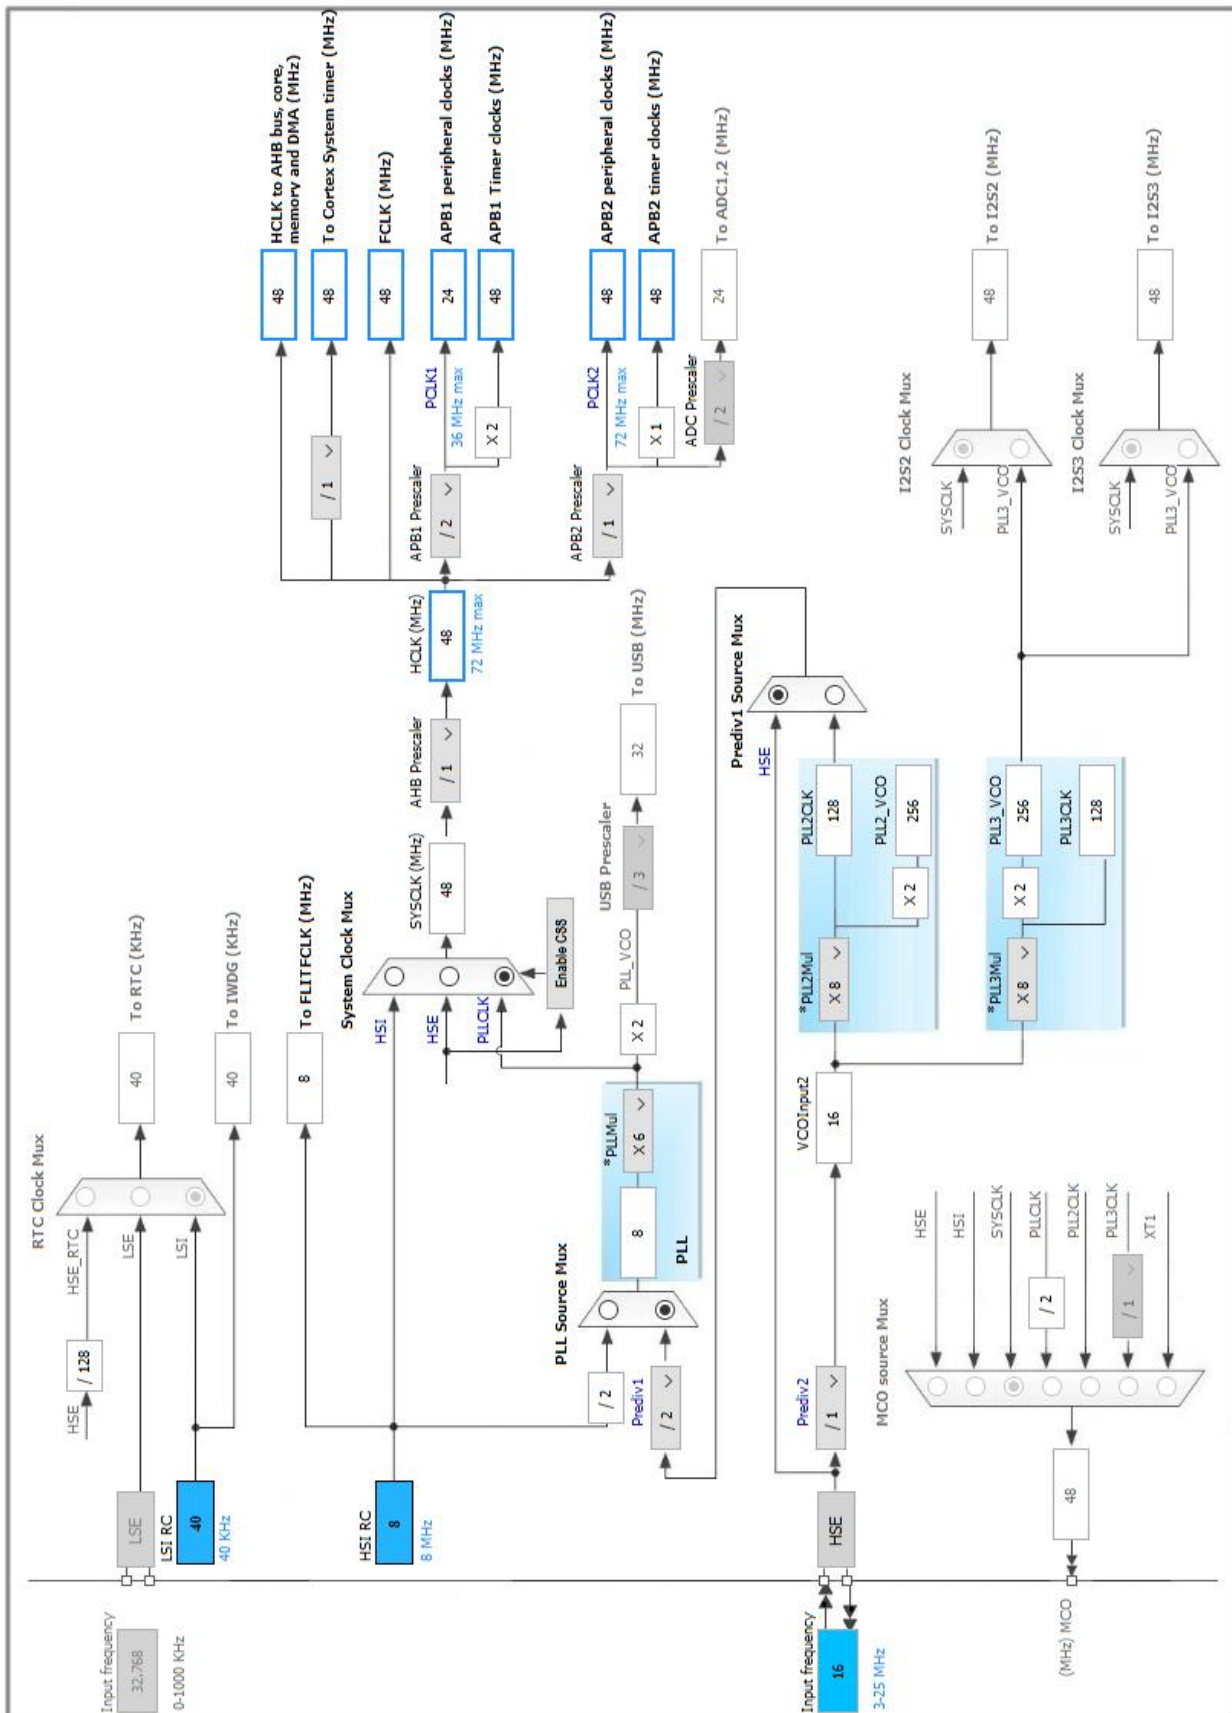 Input frequency
32.768
0-1000 KHz
LSE
LSI RC
40
40 KHz
HSE
/ 128
HSE_RTC
LSE
LSI
RTC Clock Mux
40
To RTC (KHz)
40
To IWDG (KHz)
HSI RC
8
8 MHz
8
To FLITFCLK (MHz)
System Clock Mux
HSI
HSE
PLLCLK
Enable CSS
SYSCLK (MHz)
48
AHB Prescaler
/ 1
HCLK (MHz)
48
72 MHz max
/ 1
48
HCLK to AHB bus, core,
memory and DMA (MHz)
48
To Cortex System timer (MHz)
48
FCLK (MHz)
APB1 Prescaler
/ 2
PCLK1
36 MHz max
24
APB1 peripheral clocks (MHz)
X 2
48
APB1 Timer clocks (MHz)
APB2 Prescaler
/ 1
PCLK2
72 MHz max
48
APB2 peripheral clocks (MHz)
X 1
48
APB2 timer clocks (MHz)
ADC Prescaler
/ 2
24
To ADC1,2 (MHz)
PLL Source Mux
/ 2
Prediv1
/ 2
8
*PLLMul
X 6
PLL
X 2
PLL_VCO
USB Prescaler
/ 3
32
To USB (MHz)
Prediv1 Source Mux
HSE
Input frequency
16
3-25 MHz
HSE
Prediv2
/ 1
VCOInput2
16
*PLL2Mul
X 8
PLL2CLK
128
PLL2_VCO
X 2
256
*PLL3Mul
X 8
X 2
PLL3_VCO
256
PLL3CLK
128
I2S2 Clock Mux
SYSCLK
PLL3_VCO
48
To I2S2 (MHz)
I2S3 Clock Mux
SYSCLK
PLL3_VCO
48
To I2S3 (MHz)
MCO source Mux
HSE
HSI
SYSCLK
/ 2
PLLCLK
PLL2CLK
/ 1
PLL3CLK
XT1
48
(MHz) MCO